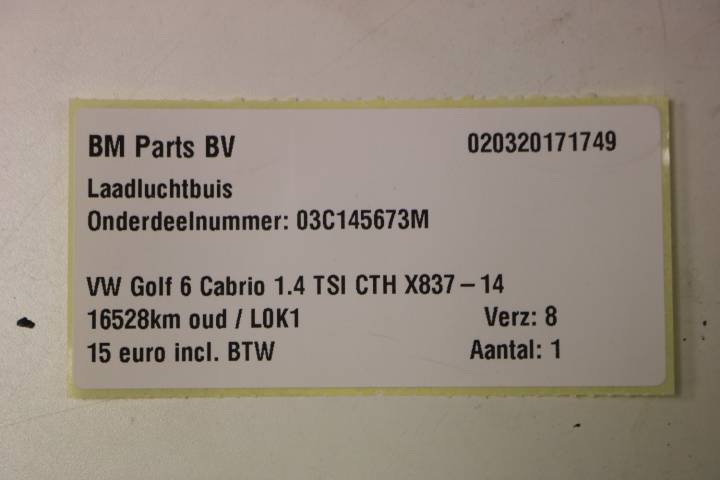 BM Parts BV 020320171749
Laadluchtbuis
Onderdeelnummer: 03C145673M
VW Golf 6 Cabrio 1.4 TSI CTH X837 – 14
16528km oud / L0K1 Verz: 8
15 euro incl. BTW Aantal: 1